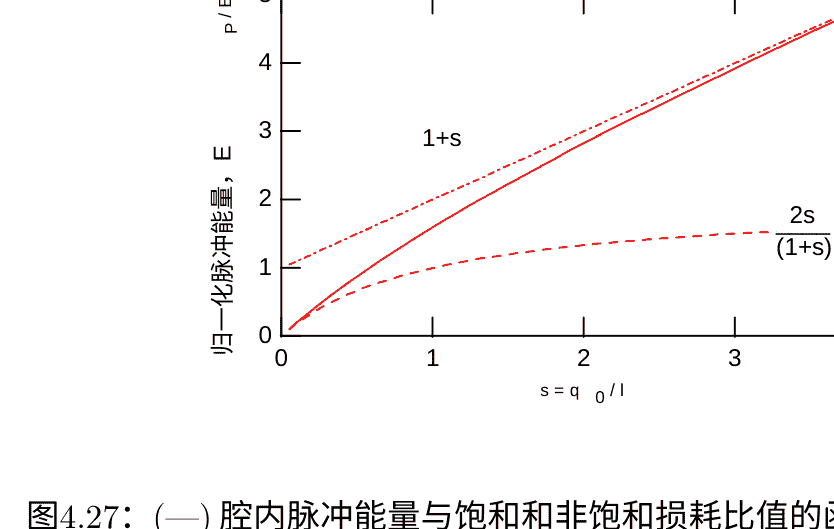 P / E
4
3
2
1
0
归一化脉冲能量，E
1+s
2s
(1+s)
0 1 2 3
s = q 0 / l
图4.27：(—) 腔内脉冲能量与饱和和非饱和损耗比值的